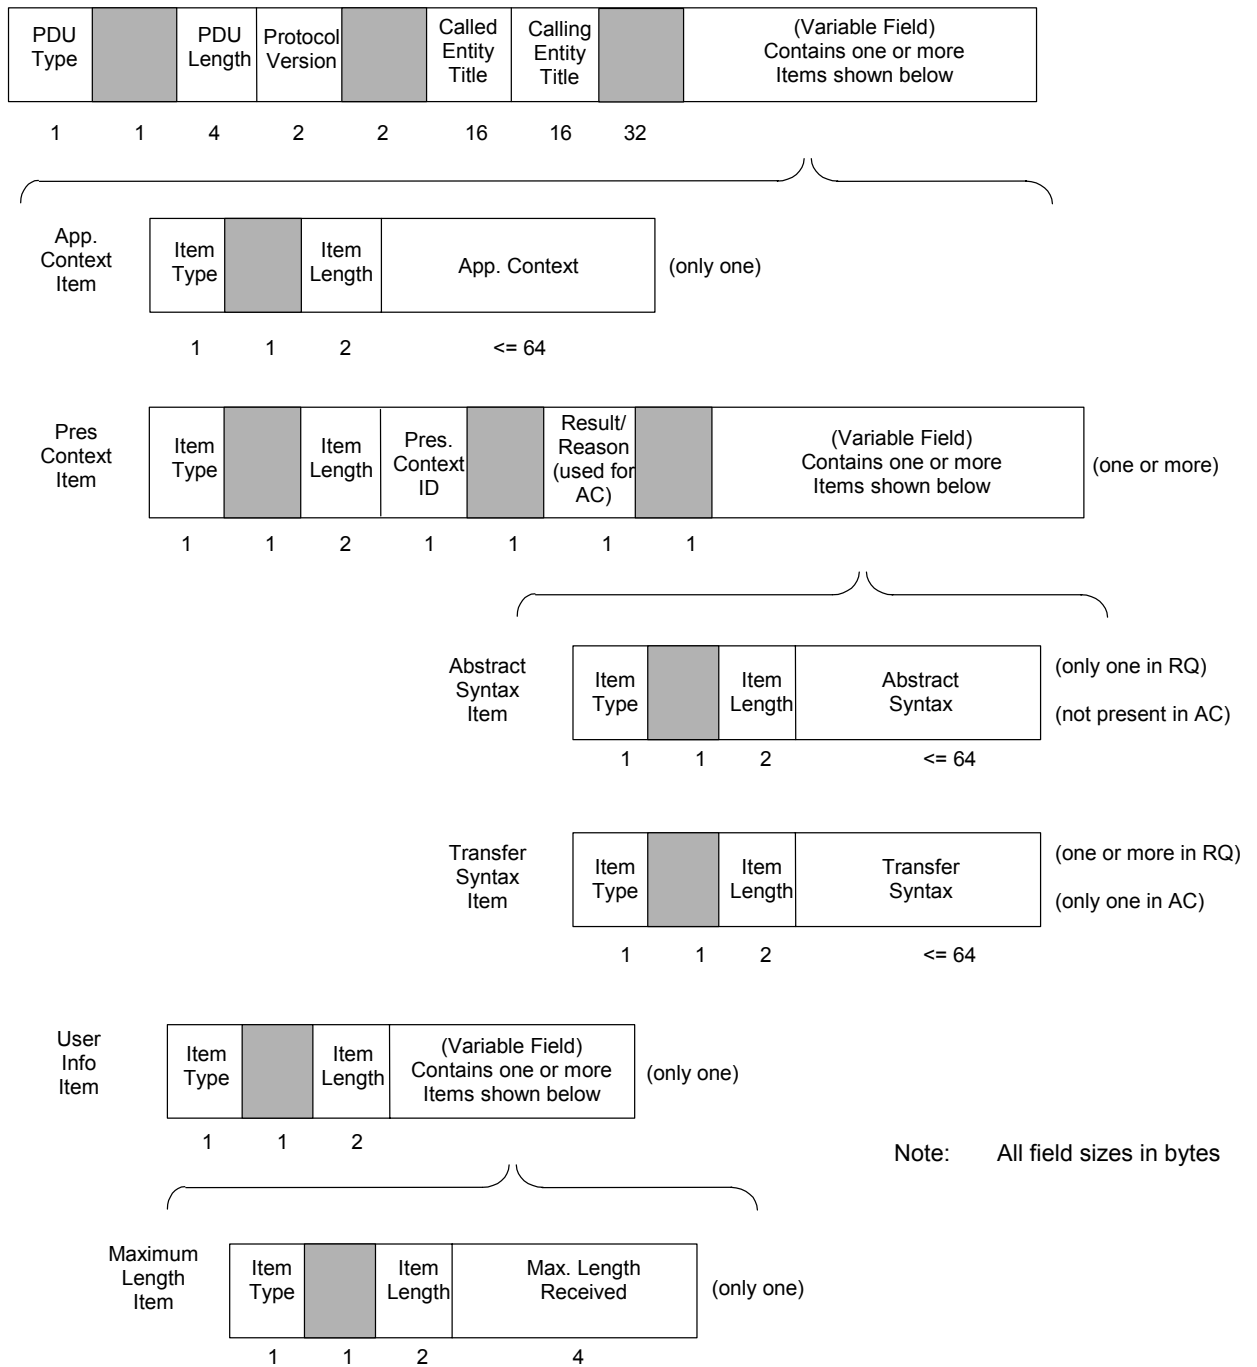 PDU
Type
PDU
Length
Protocol
Version
Called
Entity
Title
Calling
Entity
Title
(Variable Field)
Contains one or more
Items shown below
1 1 4 2 2 16 16 32
App.
Context
Item
Item
Type
Item
Length
App. Context
(only one)
1 1 2 <= 64
Pres
Context
Item
Item
Type
Item
Length
Pres.
Context
ID
Result/
Reason
(used for
AC)
(Variable Field)
Contains one or more
Items shown below
(one or more)
1 1 2 1 1 1 1
Abstract
Syntax
Item
Item
Type
Item
Length
Abstract
Syntax
(only one in RQ)
(not present in AC)
1 1 2 <= 64
Transfer
Syntax
Item
Item
Type
Item
Length
Transfer
Syntax
(one or more in RQ)
(only one in AC)
1 1 2 <= 64
User
Info
Item
Item
Type
Item
Length
(Variable Field)
Contains one or more
Items shown below
(only one)
1 1 2
Note: All field sizes in bytes
Maximum
Length
Item
Item
Type
Item
Length
Max. Length
Received
(only one)
1 1 2 4